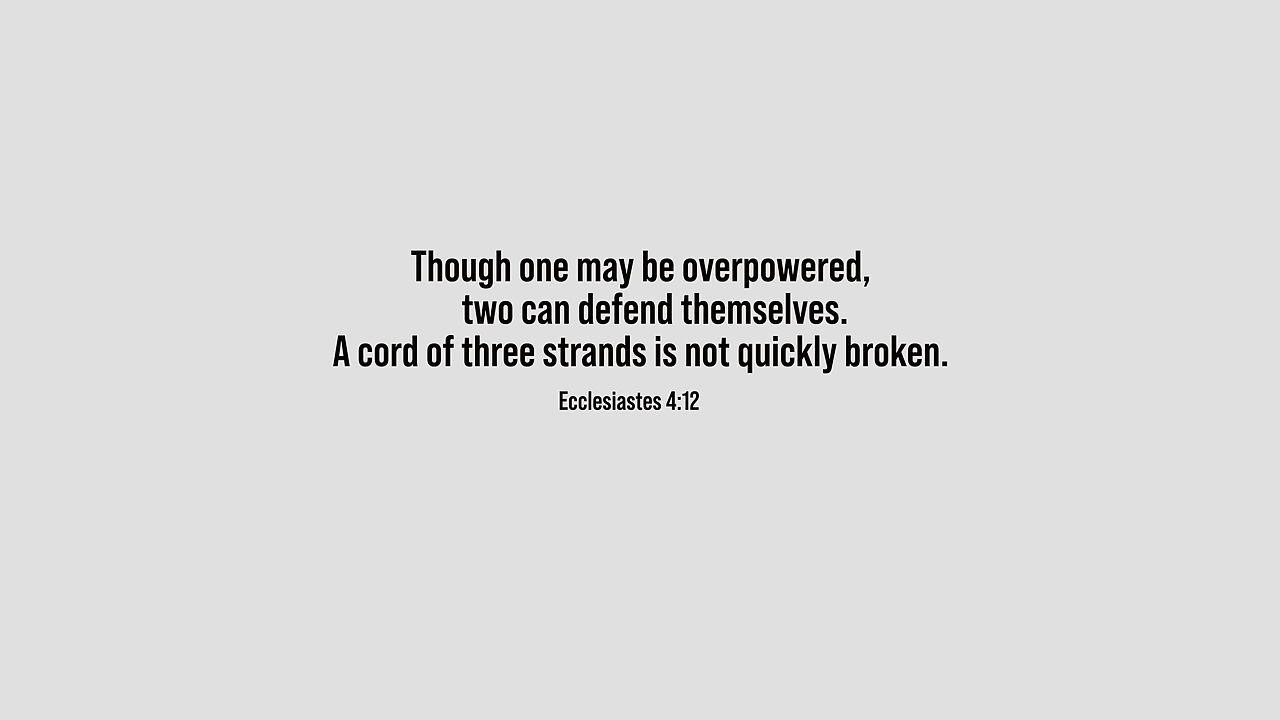 Though one may be overpowered,
two can defend themselves.
A cord of three strands is not quickly broken.
Ecclesiastes 4:12